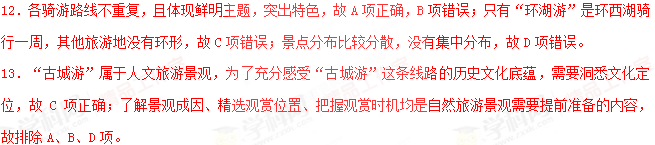 12．各骑游路线不重复，且体现鲜明主题，突出特色，故 A 项正确，B 项错误；只有“环湖游”是环西湖骑
行一周，其他旅游地没有环形，故 C 项错误；景点分布比较分散，没有集中分布，故 D 项错误。
13．“古城游”属于人文旅游景观，为了充分感受“古城游”这条线路的历史文化底蕴，需要洞悉文化定
位，故 C 项正确；了解景观成因、精选观赏位置、把握观赏时机均是自然旅游景观需要提前准备的内容，
故排除 A、B、D 项。